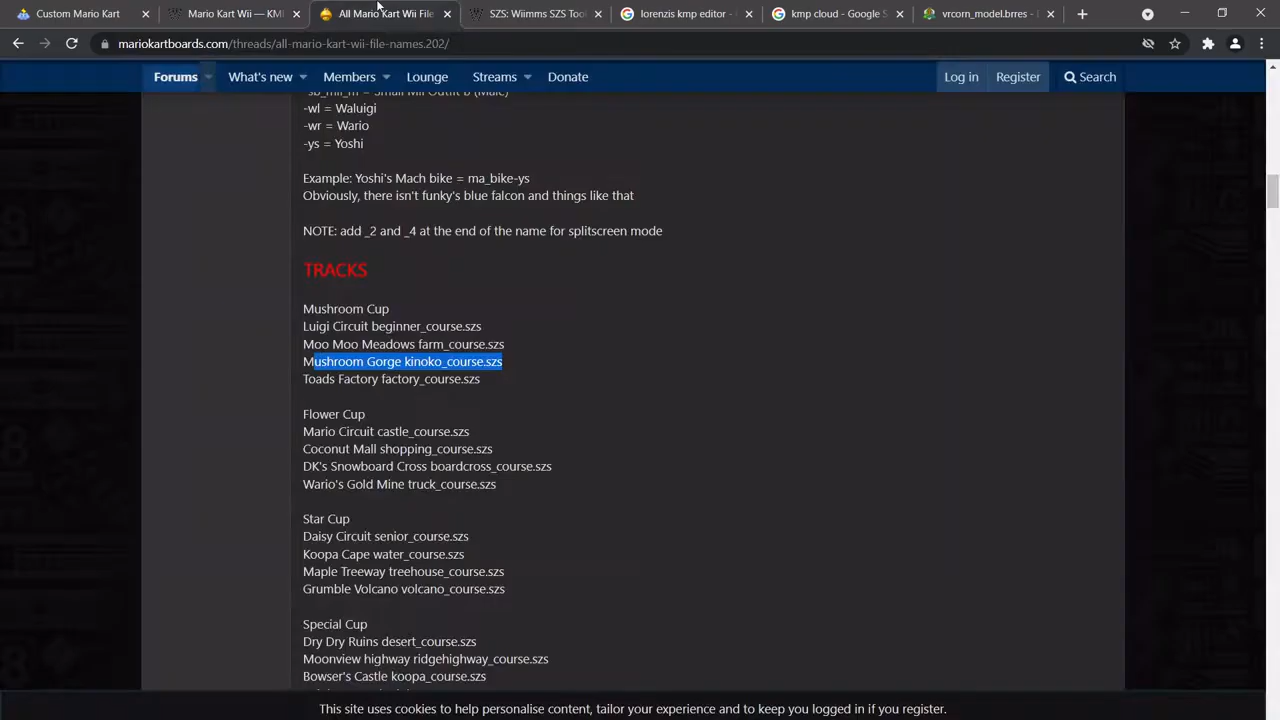 Custom Mario Kart
Mario Kart Wii — KMI
All Mario Kart Wii File
SZS: Wiimms SZS Tool
lorenzis kmp editor -
kmp cloud - Google S
vrcorn_model.brres -
mariokartboards.com/threads/all-mario-kart-wii-file-names.202/
Forums What's new Members Lounge Streams Donate Log in Register Search
-sb_mii_m = Small Mii Outfit B (Male)
-wl = Waluigi
-wr = Wario
-ys = Yoshi
Example: Yoshi's Mach bike = ma_bike-ys
Obviously, there isn't funky's blue falcon and things like that
NOTE: add _2 and _4 at the end of the name for splitscreen mode
TRACKS
Mushroom Cup
Luigi Circuit beginner_course.szs
Moo Moo Meadows farm_course.szs
Mushroom Gorge kinoko_course.szs
Toads Factory factory_course.szs
Flower Cup
Mario Circuit castle_course.szs
Coconut Mall shopping_course.szs
DK's Snowboard Cross boardcross_course.szs
Wario's Gold Mine truck_course.szs
Star Cup
Daisy Circuit senior_course.szs
Koopa Cape water_course.szs
Maple Treeway treehouse_course.szs
Grumble Volcano volcano_course.szs
Special Cup
Dry Dry Ruins desert_course.szs
Moonview highway ridgehighway_course.szs
Bowser's Castle koopa_course.szs
This site uses cookies to help personalise content, tailor your experience and to keep you logged in if you register.